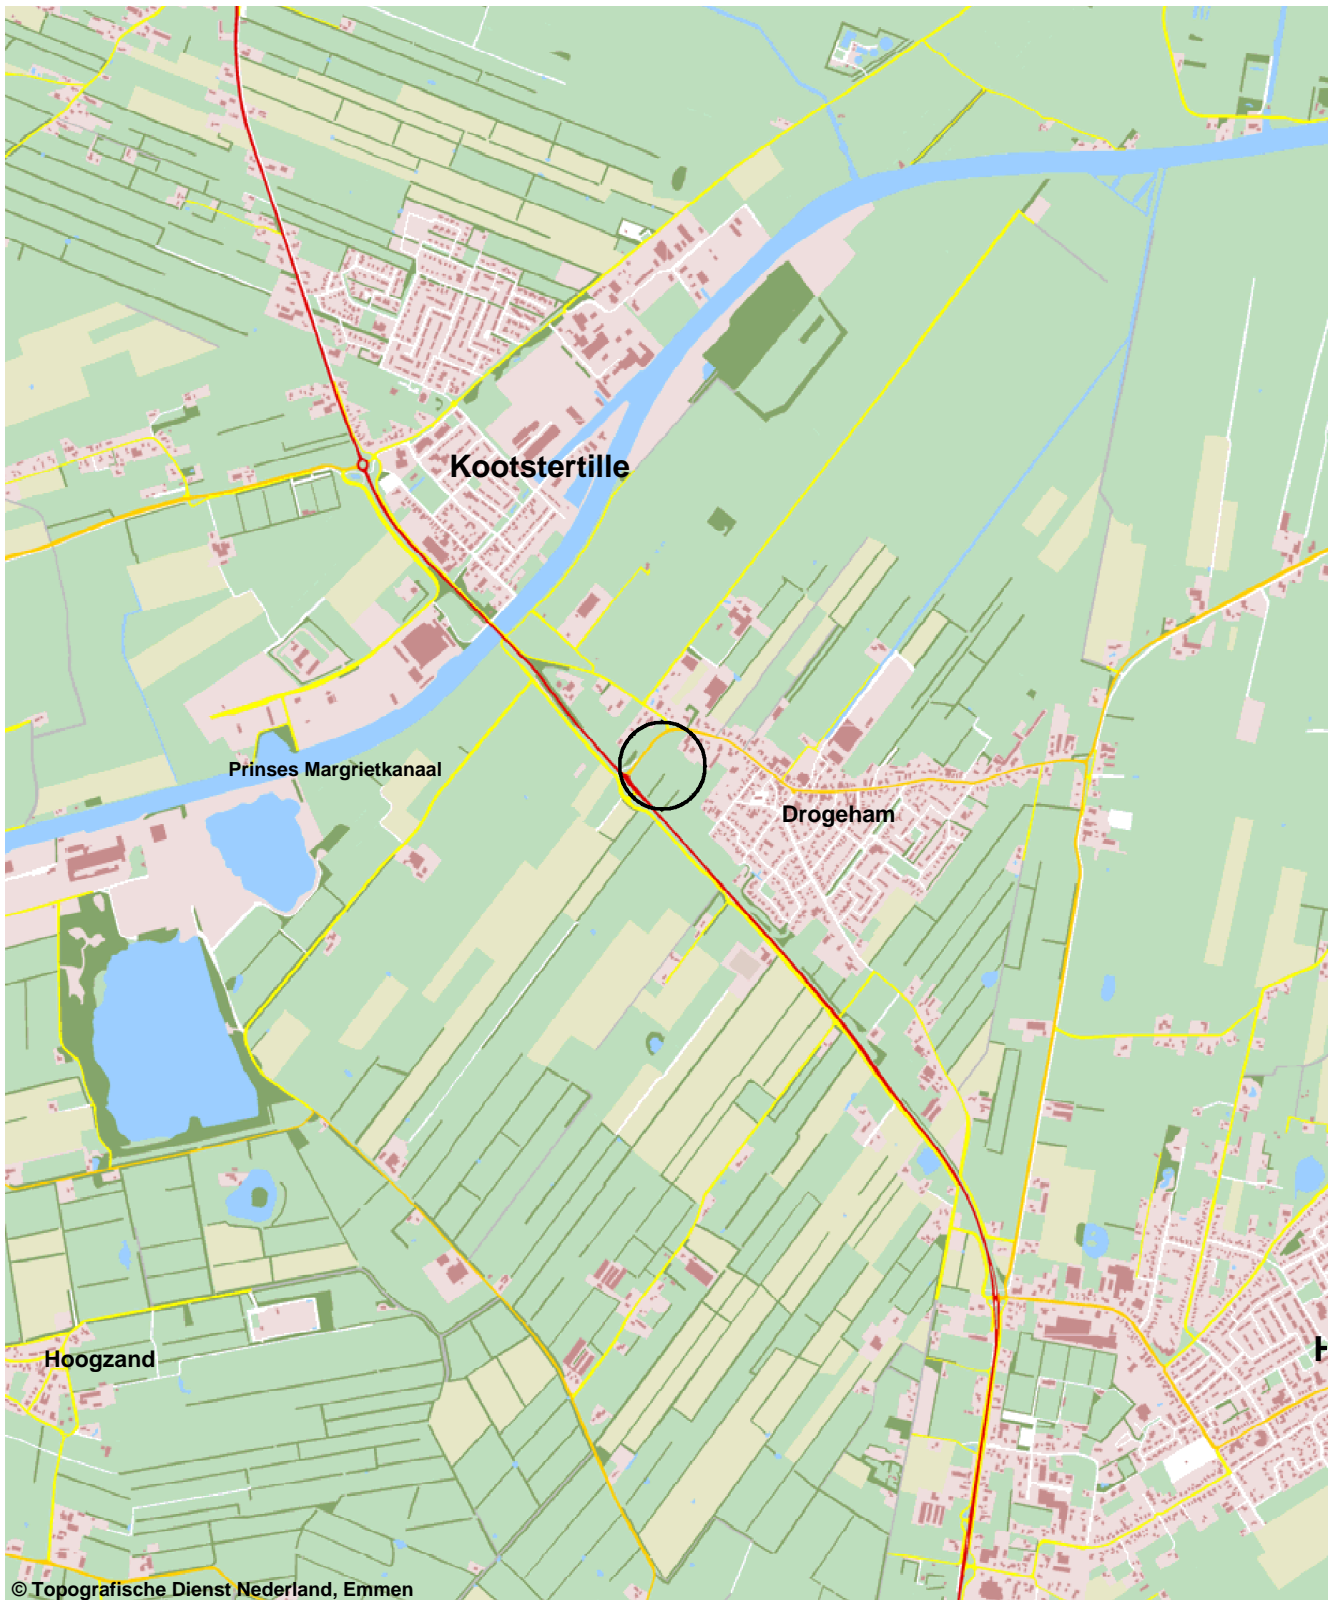 Kootstertille
Prinses Margrietkanaal
Drogeham
Hoogzand
H
© Topografische Dienst Nederland, Emmen